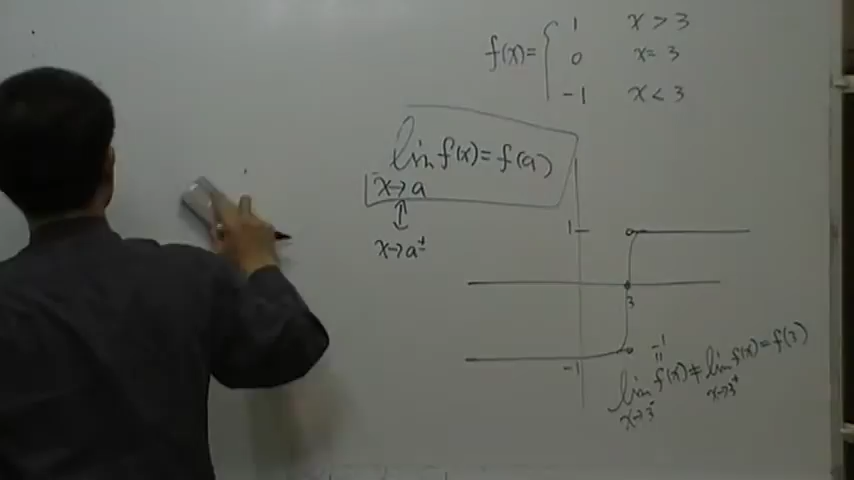 f(x)= { 1 x > 3
0 x = 3
-1 x < 3
lim f(x) = f(a)
x→a
↕
x→a±
1
3
-1
-1
"
lim f(x) ≠ lim f(x) = f(3)
x→3⁻ x→3⁺